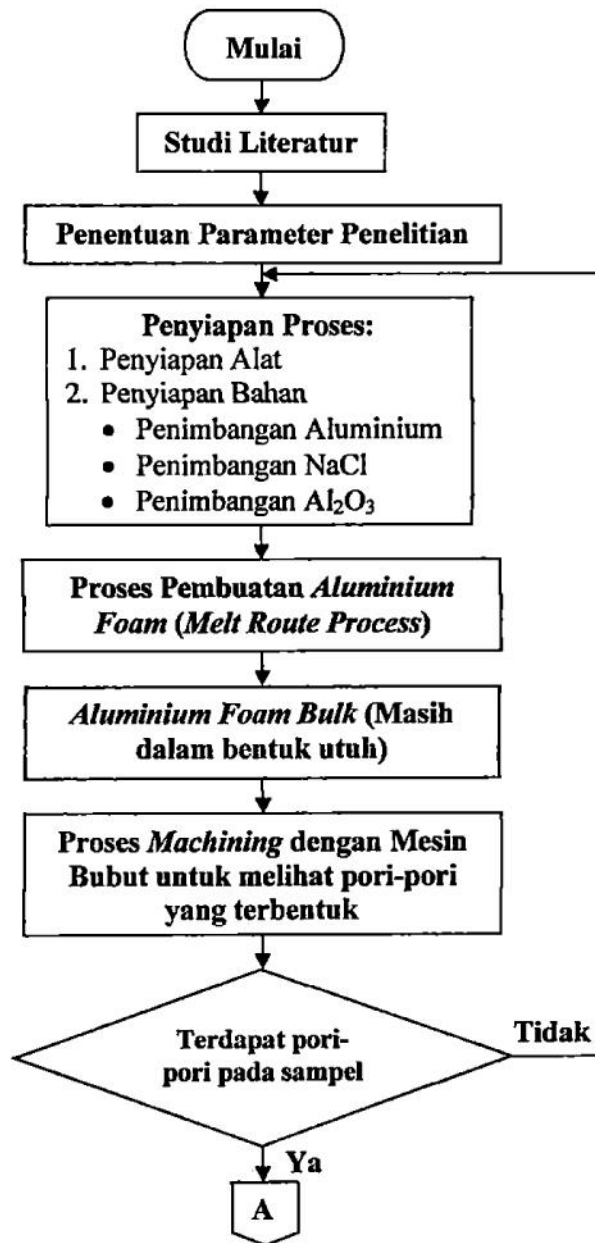 Mulai
Studi Literatur
Penentuan Parameter Penelitian
Penyiapan Proses:
1. Penyiapan Alat
2. Penyiapan Bahan
• Penimbangan Aluminium
• Penimbangan NaCl
• Penimbangan Al₂O₃
Proses Pembuatan Aluminium
Foam (Melt Route Process)
Aluminium Foam Bulk (Masih
dalam bentuk utuh)
Proses Machining dengan Mesin
Bubut untuk melihat pori-pori
yang terbentuk
Terdapat pori-
pori pada sampel
Tidak
Ya
A